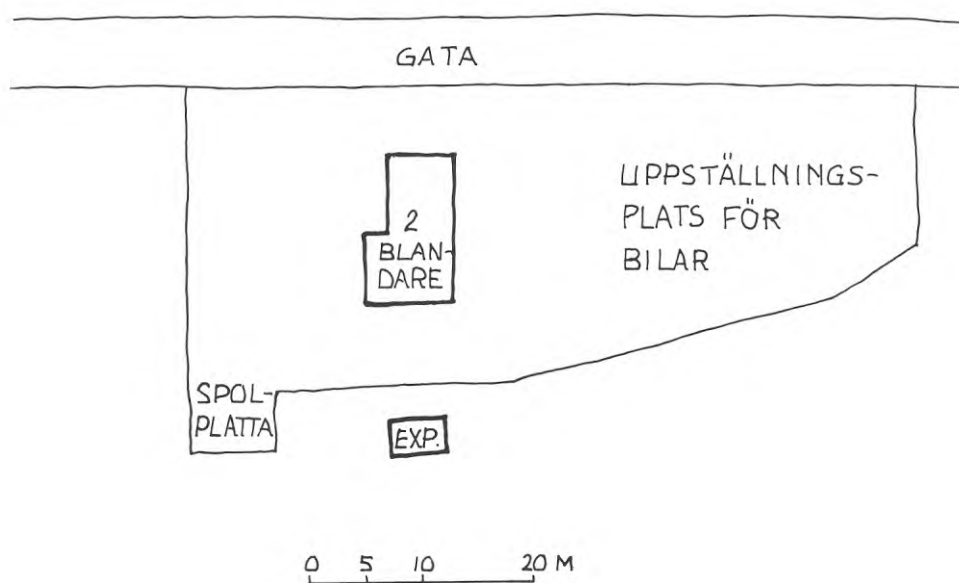 GATA
UPPSTÄLLNINGS-
PLATS FÖR
BILAR
2
BLAN-
DARE
SPOL-
PLATTA
EXP.
0 5 10 20 M